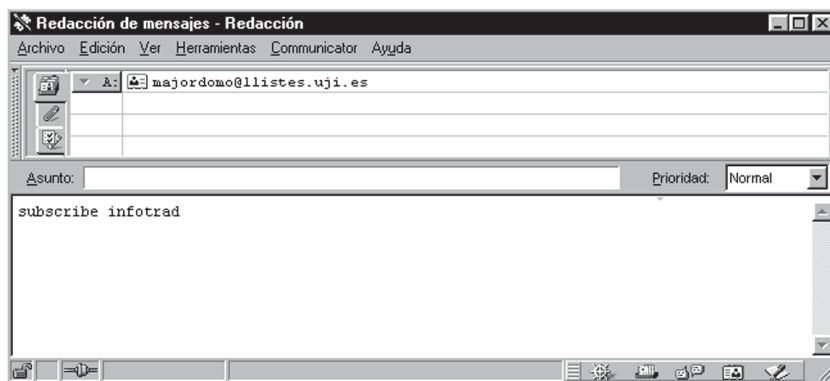 Redacción de mensajes - Redacción
Archivo Edición Ver Herramientas Communicator Ayuda
A: majordomo@llistes.uji.es
Asunto: Prioridad: Normal
subscribe infotrad